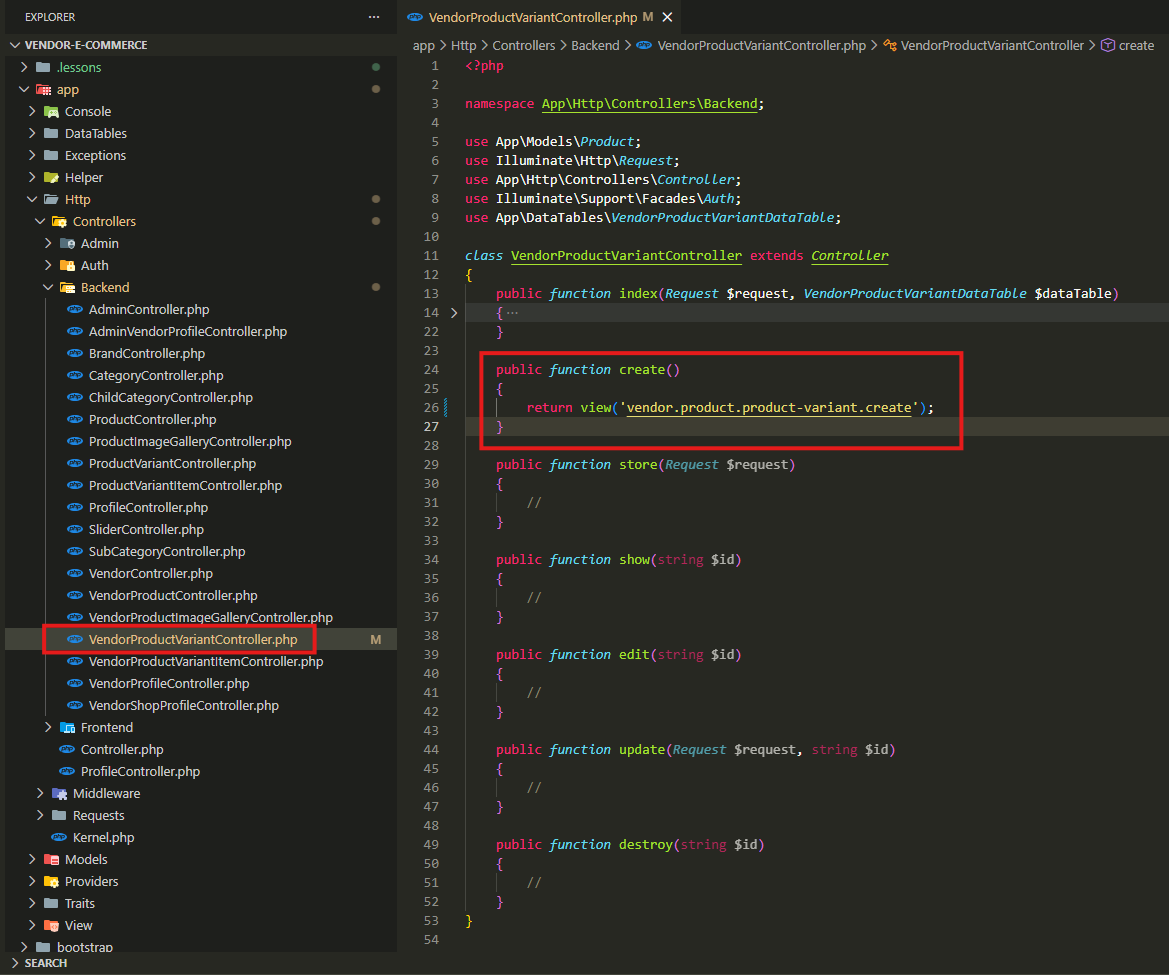 EXPLORER
···
VENDOR-E-COMMERCE
.lessons
app
Console
DataTables
Exceptions
Helper
Http
Controllers
Admin
Auth
Backend
AdminController.php
AdminVendorProfileController.php
BrandController.php
CategoryController.php
ChildCategoryController.php
ProductController.php
ProductImageGalleryController.php
ProductVariantController.php
ProductVariantItemController.php
ProfileController.php
SliderController.php
SubCategoryController.php
VendorController.php
VendorProductController.php
VendorProductImageGalleryController.php
VendorProductVariantController.php M
VendorProductVariantItemController.php
VendorProfileController.php
VendorShopProfileController.php
Frontend
Controller.php
ProfileController.php
Middleware
Requests
Kernel.php
Models
Providers
Traits
View
bootstrap
SEARCH
VendorProductVariantController.php M
app > Http > Controllers > Backend > VendorProductVariantController.php > VendorProductVariantController > create
1 <?php
2
3 namespace App\Http\Controllers\Backend;
4
5 use App\Models\Product;
6 use Illuminate\Http\Request;
7 use App\Http\Controllers\Controller;
8 use Illuminate\Support\Facades\Auth;
9 use App\DataTables\VendorProductVariantDataTable;
10
11 class VendorProductVariantController extends Controller
12 {
13 public function index(Request $request, VendorProductVariantDataTable $dataTable)
14 { ···
22 }
23
24 public function create()
25 {
26 return view('vendor.product.product-variant.create');
27 }
28
29 public function store(Request $request)
30 {
31 //
32 }
33
34 public function show(string $id)
35 {
36 //
37 }
38
39 public function edit(string $id)
40 {
41 //
42 }
43
44 public function update(Request $request, string $id)
45 {
46 //
47 }
48
49 public function destroy(string $id)
50 {
51 //
52 }
53 }
54